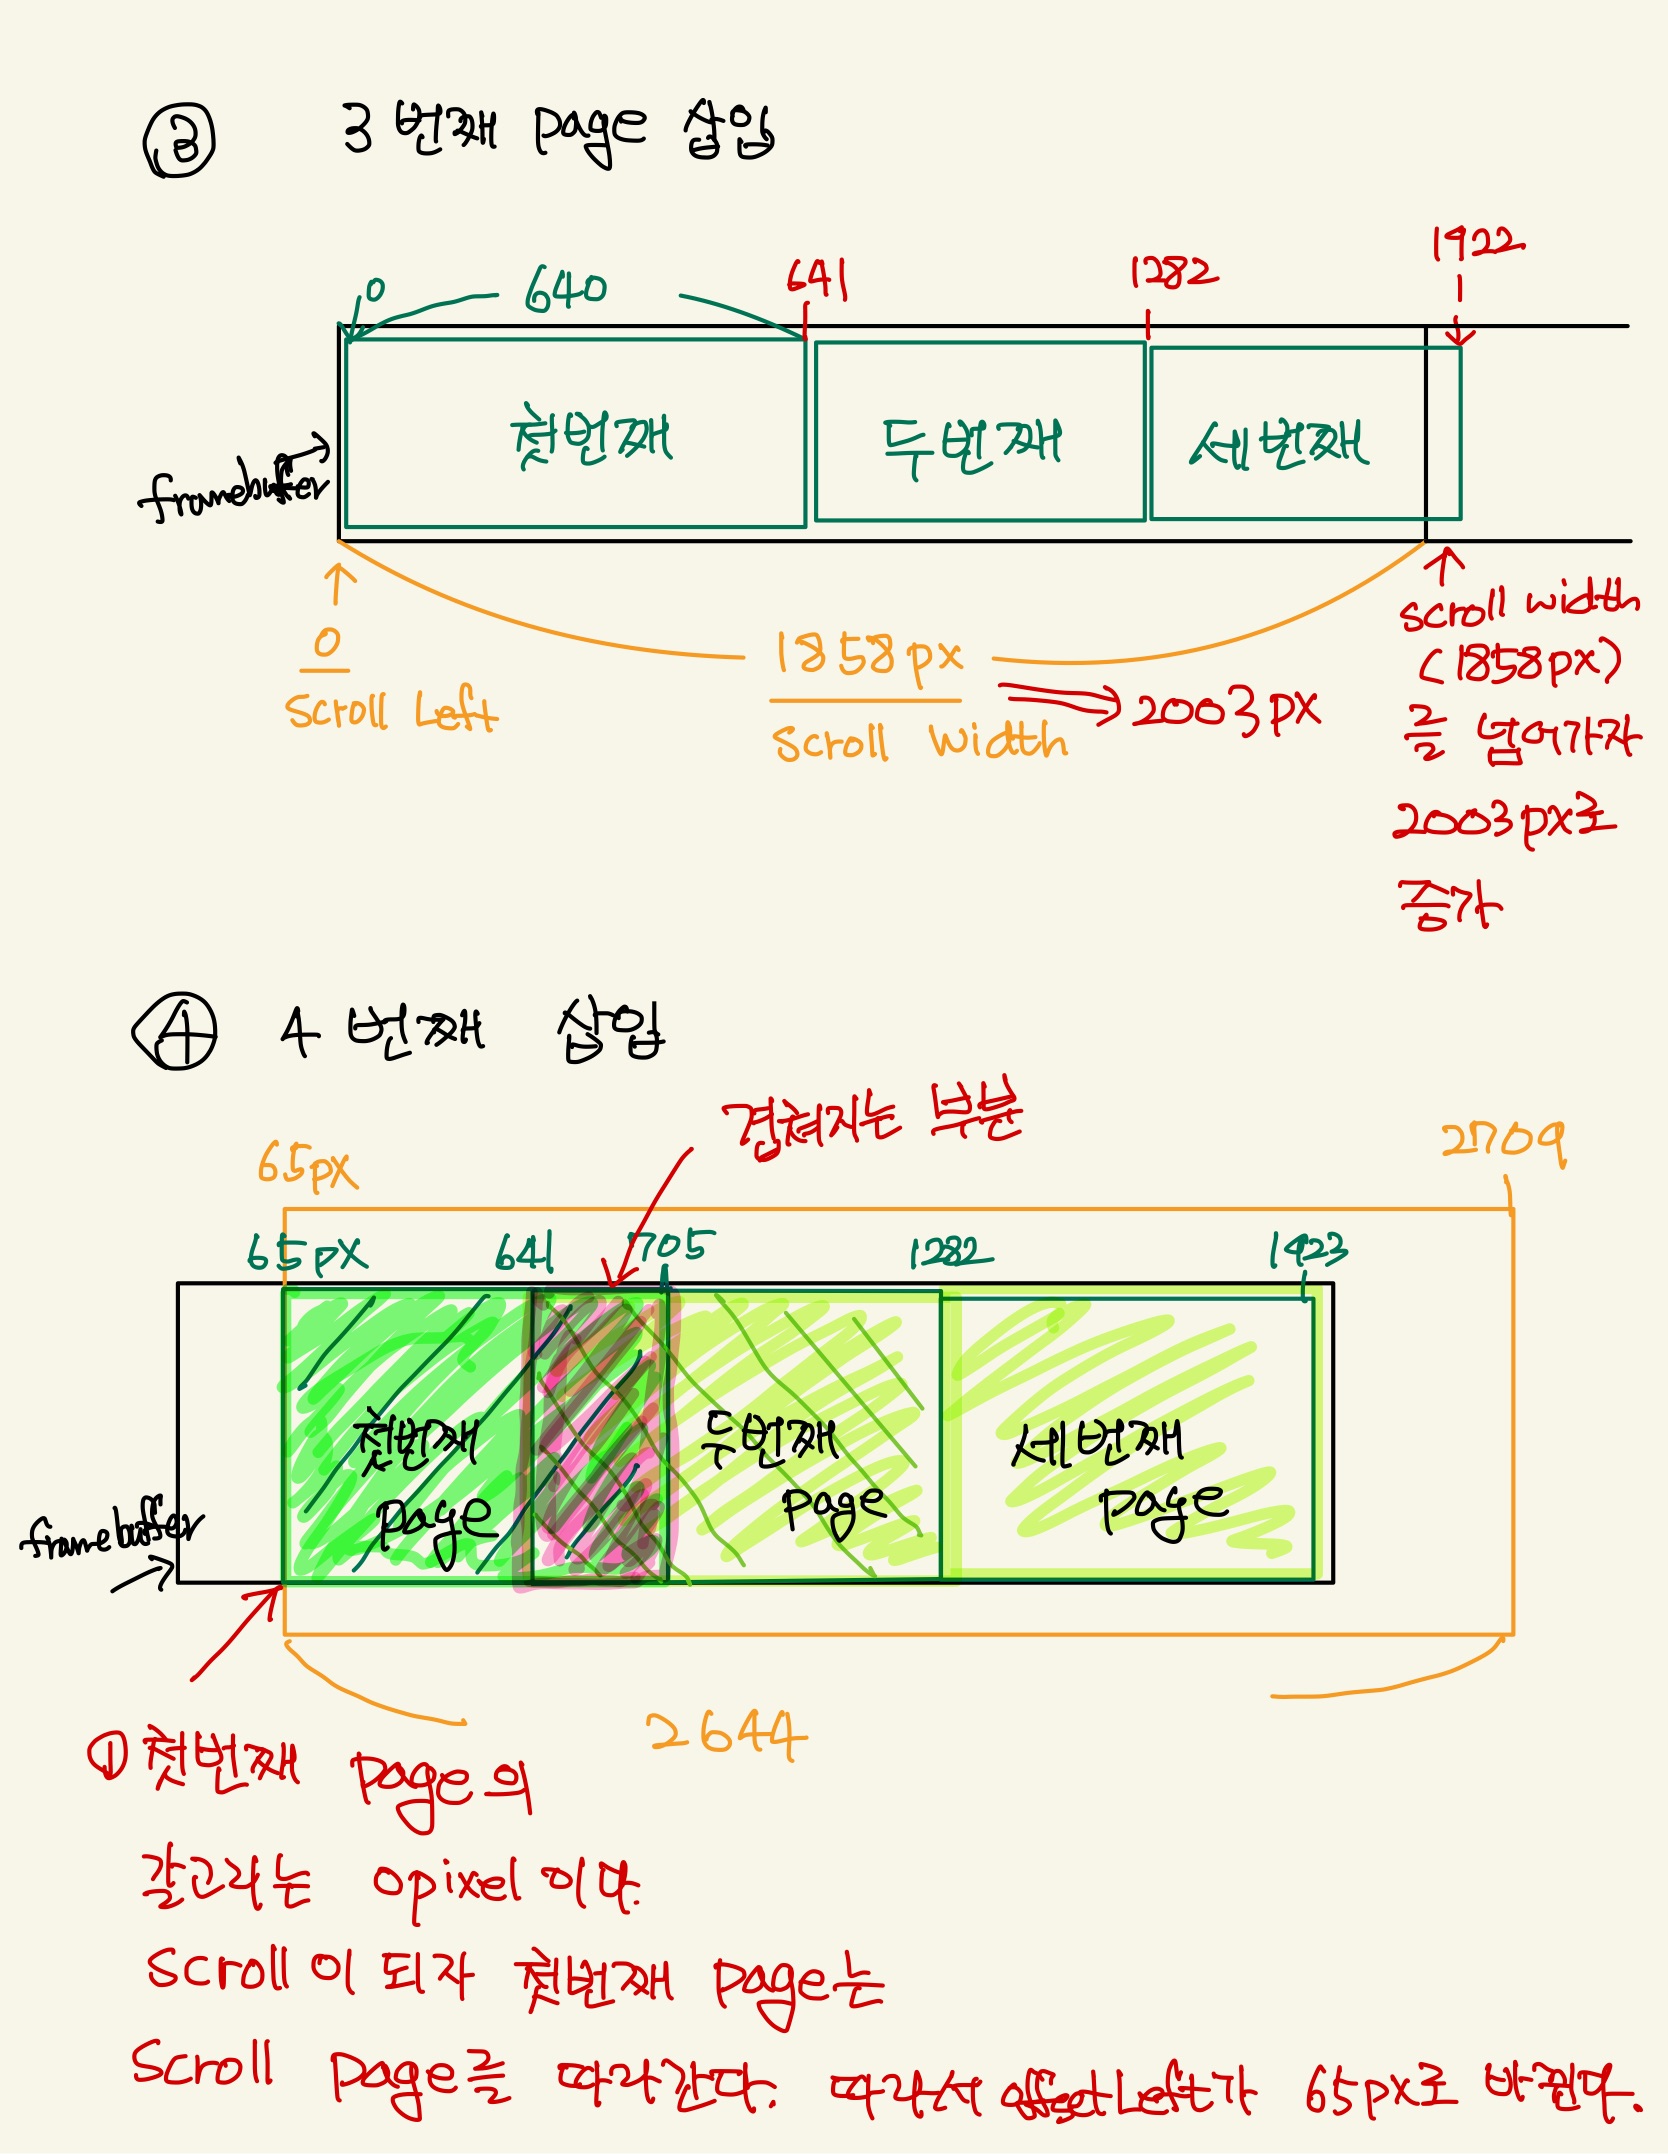 ③ 3번째 page 삽입
1922
0 640 641 1282
첫번째 두번째 세번째
framebuffer
0
Scroll Left
1858px
Scroll Width
2003px
scroll width
(1858px)
를 넘어가자
2003px로
증가
④ 4번째 삽입
겹쳐지는 부분
65px 2709
65px 641 705 1282 1423
첫번째
page
두번째
page
세번째
page
framebuffer
2644
① 첫번째 page의
갈고리는 0pixel이다.
Scroll이 되자 첫번째 page는
Scroll page를 따라간다. 따라서 offsetLeft가 65px로 바뀐다.